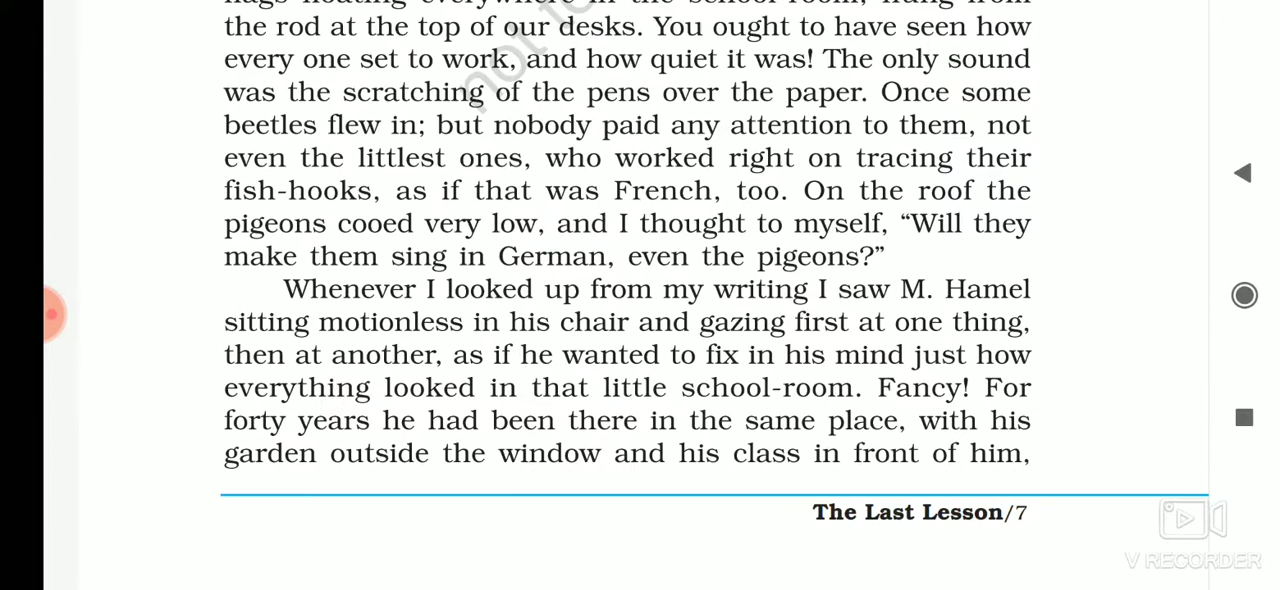 the rod at the top of our desks. You ought to have seen how
every one set to work, and how quiet it was! The only sound
was the scratching of the pens over the paper. Once some
beetles flew in; but nobody paid any attention to them, not
even the littlest ones, who worked right on tracing their
fish-hooks, as if that was French, too. On the roof the
pigeons cooed very low, and I thought to myself, “Will they
make them sing in German, even the pigeons?”
Whenever I looked up from my writing I saw M. Hamel
sitting motionless in his chair and gazing first at one thing,
then at another, as if he wanted to fix in his mind just how
everything looked in that little school-room. Fancy! For
forty years he had been there in the same place, with his
garden outside the window and his class in front of him,
The Last Lesson/7
V RECORDER